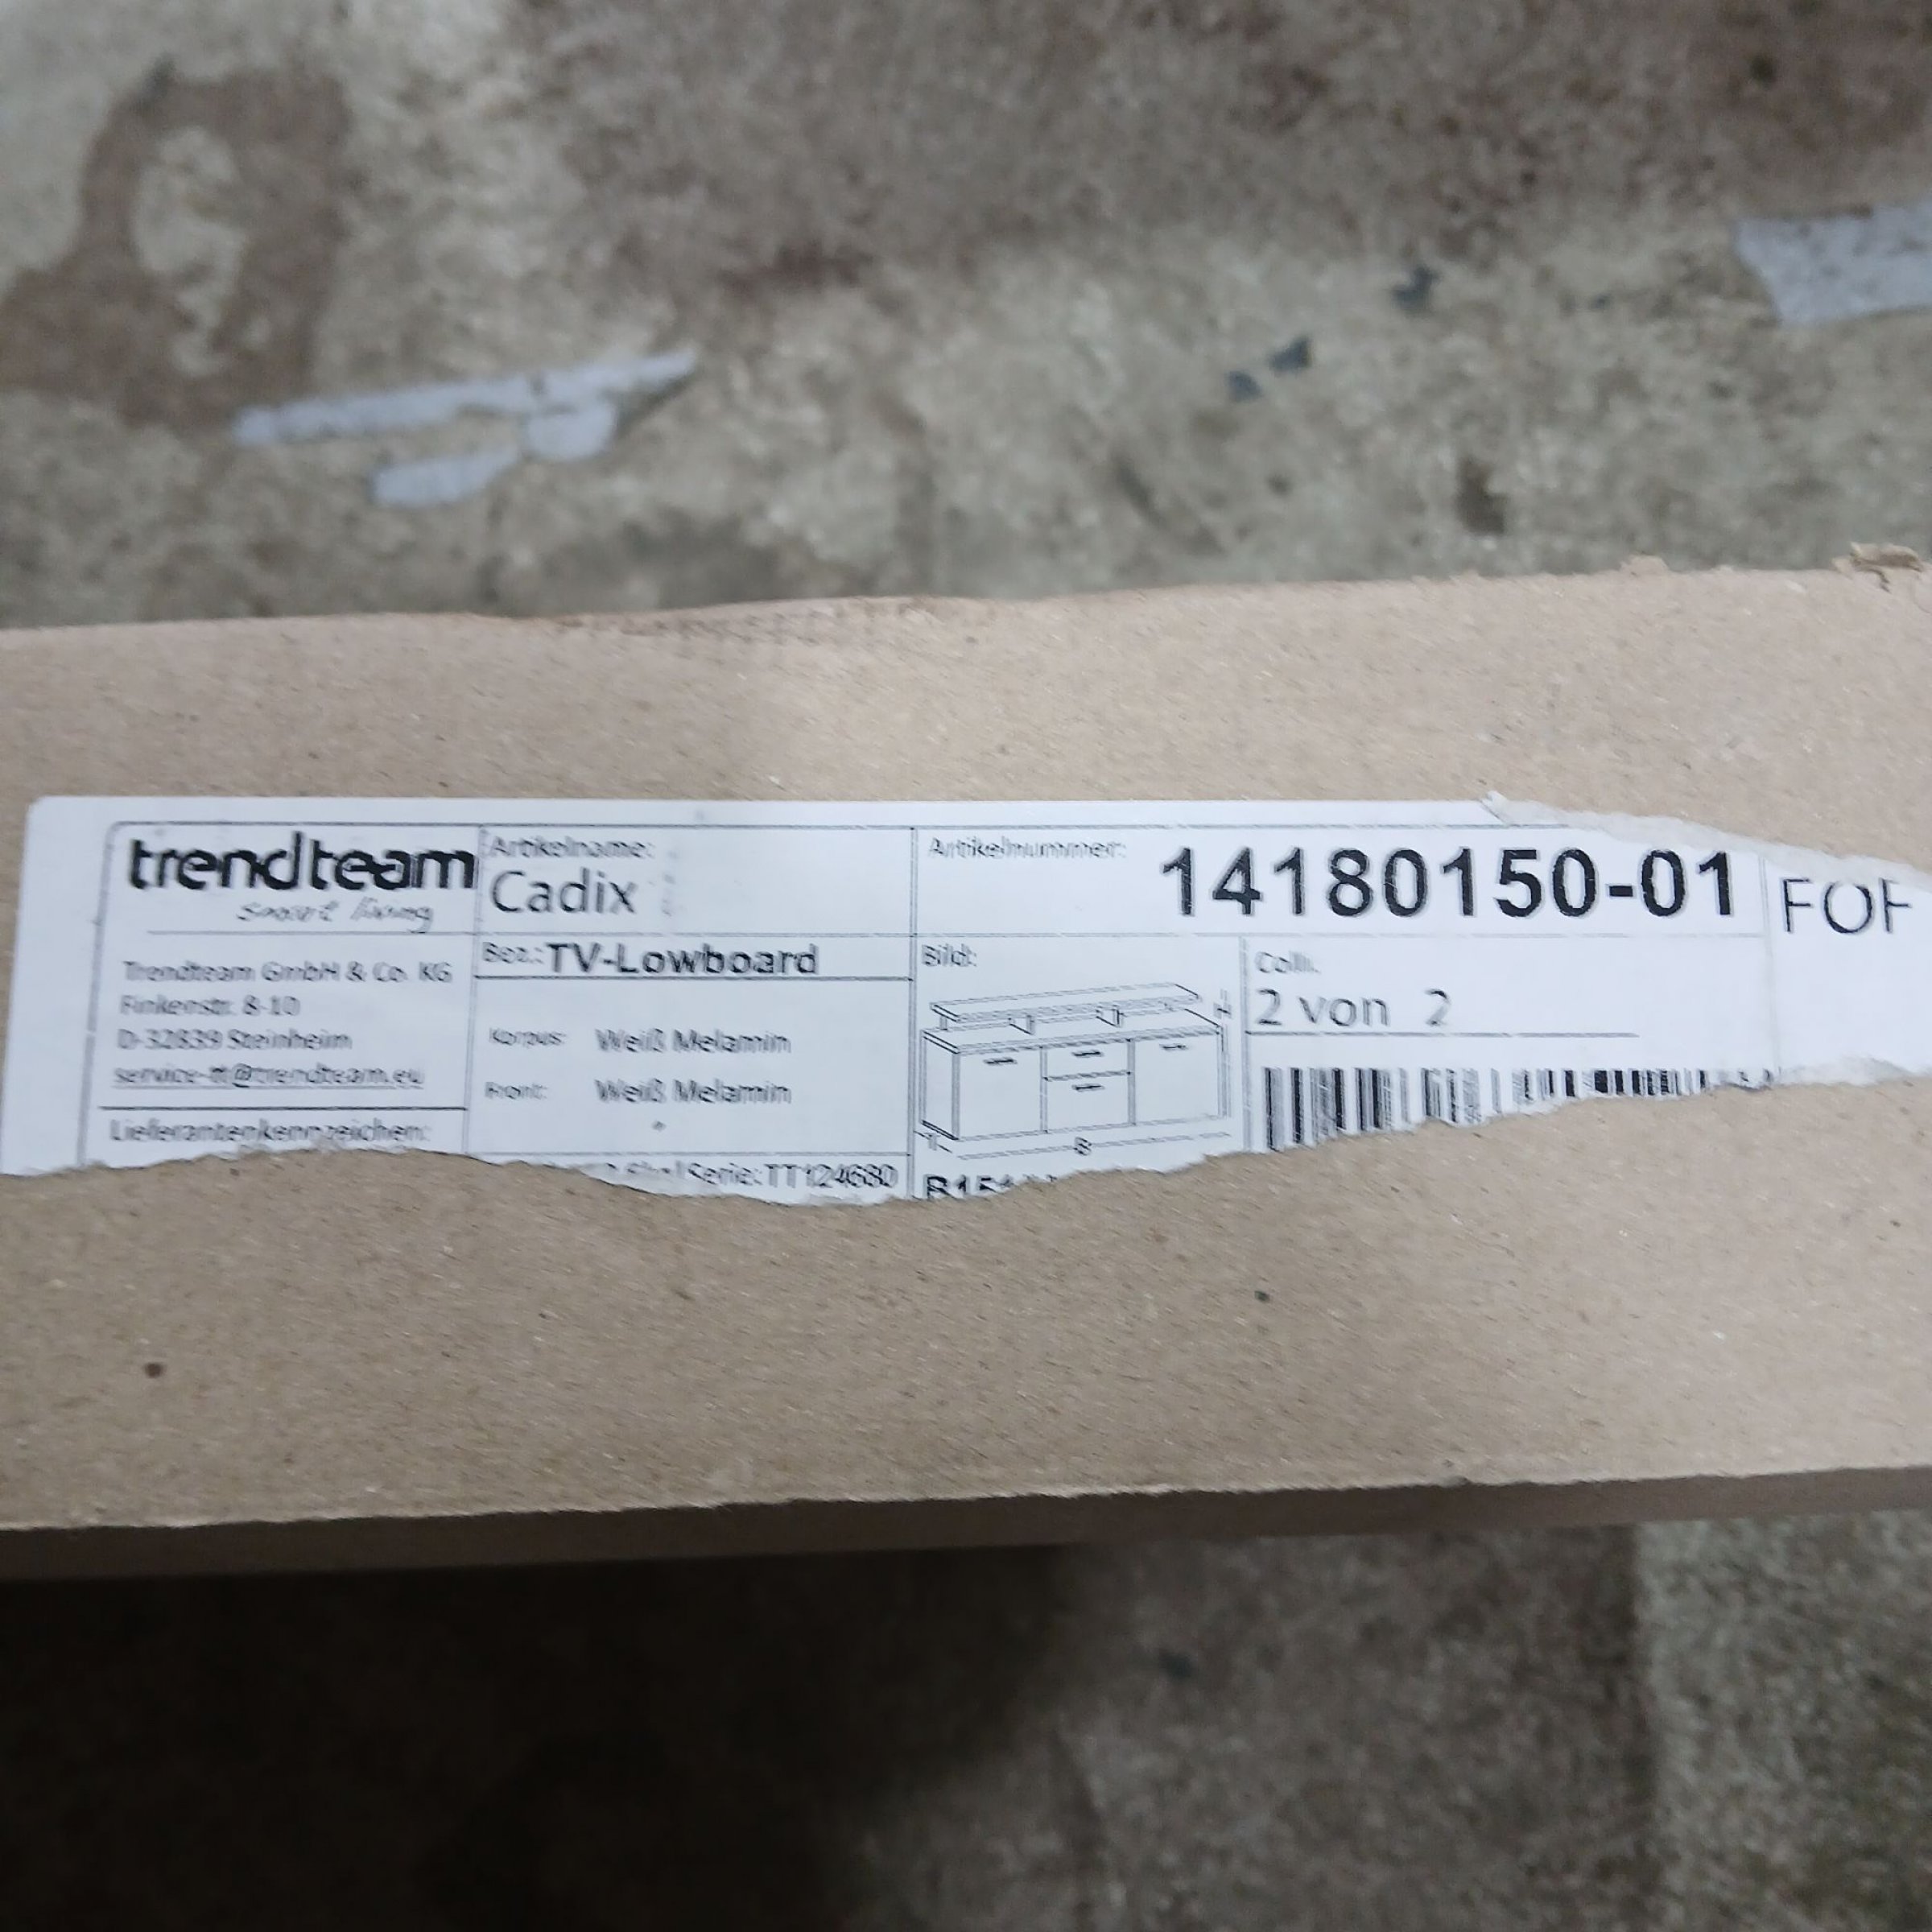 trendteam
smart living
Trendteam GmbH & Co. KG
Finkenstr. 8-10
D-32839 Steinheim
service-tt@trendteam.eu
Lieferantenkennzeichen:
Artikelname:
Cadix
Bez.: TV-Lowboard
Korpus: Weiß Melamin
Front: Weiß Melamin
Serie: TT124680
Artikelnummer: 14180150-01
Bild:
B
T
H
Colli:
2 von 2